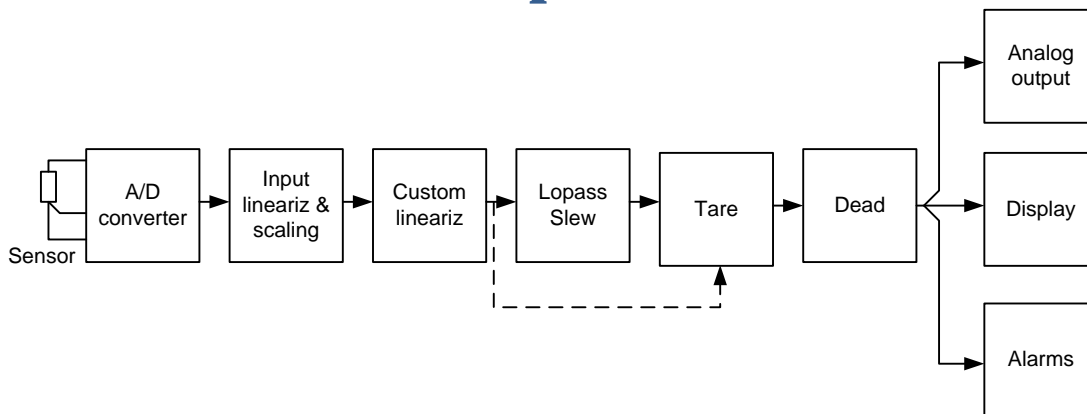 Analog
output
A/D
converter
Input
lineariz &
scaling
Custom
lineariz
Lopass
Slew
Tare
Dead
Display
Sensor
Alarms